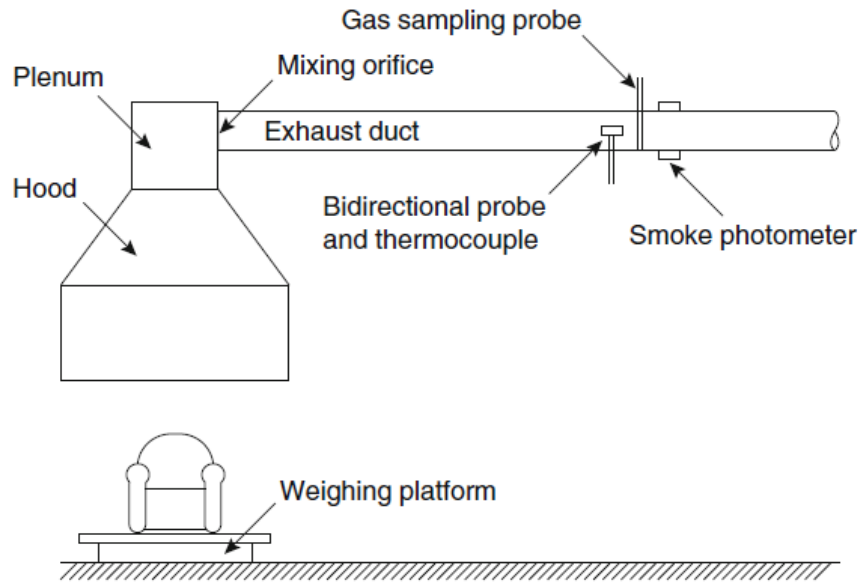 Gas sampling probe
Mixing orifice
Plenum
Exhaust duct
Hood
Bidirectional probe
and thermocouple
Smoke photometer
Weighing platform